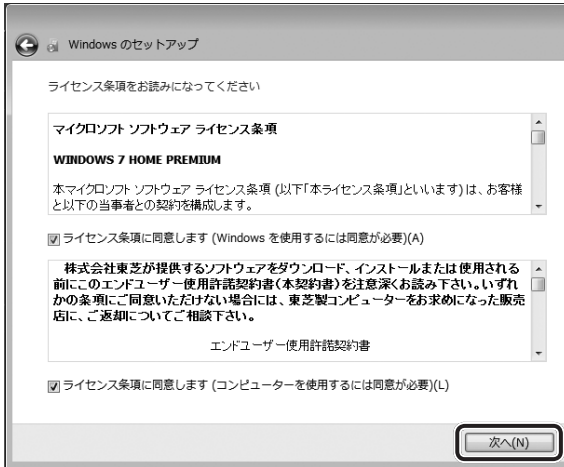 Windows のセットアップ
ライセンス条項をお読みになってください
マイクロソフト ソフトウェア ライセンス条項
WINDOWS 7 HOME PREMIUM
本マイクロソフト ソフトウェア ライセンス条項 (以下「本ライセンス条項」といいます) は、お客様
と以下の当事者との契約を構成します。
ライセンス条項に同意します (Windows を使用するには同意が必要)(A)
株式会社東芝が提供するソフトウェアをダウンロード、インストールまたは使用される
前にこのエンドユーザー使用許諾契約書(本契約書)を注意深くお読み下さい。いずれ
かの条項にご同意いただけない場合には、東芝製コンピューターをお求めになった販売
店に、ご返却についてご相談下さい。
エンドユーザー使用許諾契約書
ライセンス条項に同意します (コンピューターを使用するには同意が必要)(L)
次へ(N)